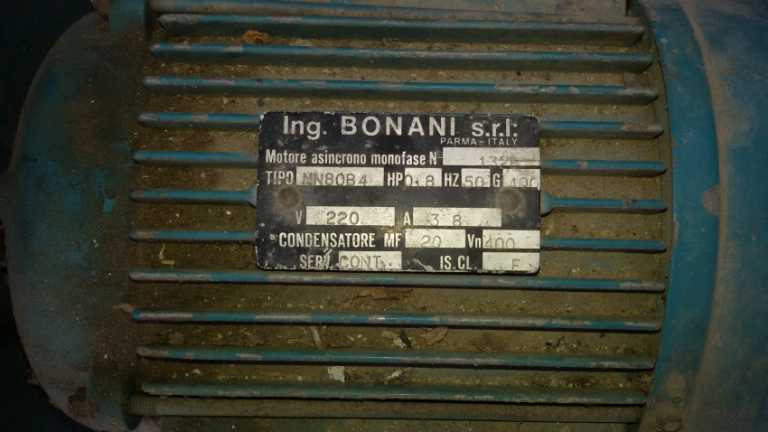 Ing. BONANI s.r.l.
PARMA-ITALY
Motore asincrono monofase N
TIPO MN80B4 HP 0.8 HZ 50 G
V 220 A 3 8
CONDENSATORE MF 20 Vn 400
SERV. CONT. IS.CL. F